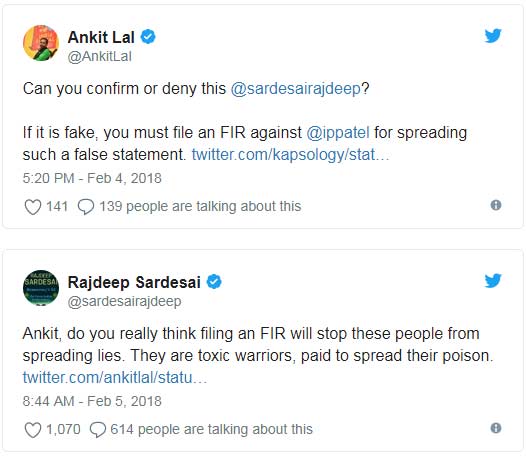 Ankit Lal
@AnkitLal
Can you confirm or deny this @sardesairajdeep?
If it is fake, you must file an FIR against @ippatel for spreading
such a false statement. twitter.com/kapsology/stat…
5:20 PM - Feb 4, 2018
141 139 people are talking about this
RAJDEEP
SARDESAI
Rajdeep Sardesai
@sardesairajdeep
Ankit, do you really think filing an FIR will stop these people from
spreading lies. They are toxic warriors, paid to spread their poison.
twitter.com/ankitlal/statu…
8:44 AM - Feb 5, 2018
1,070 614 people are talking about this